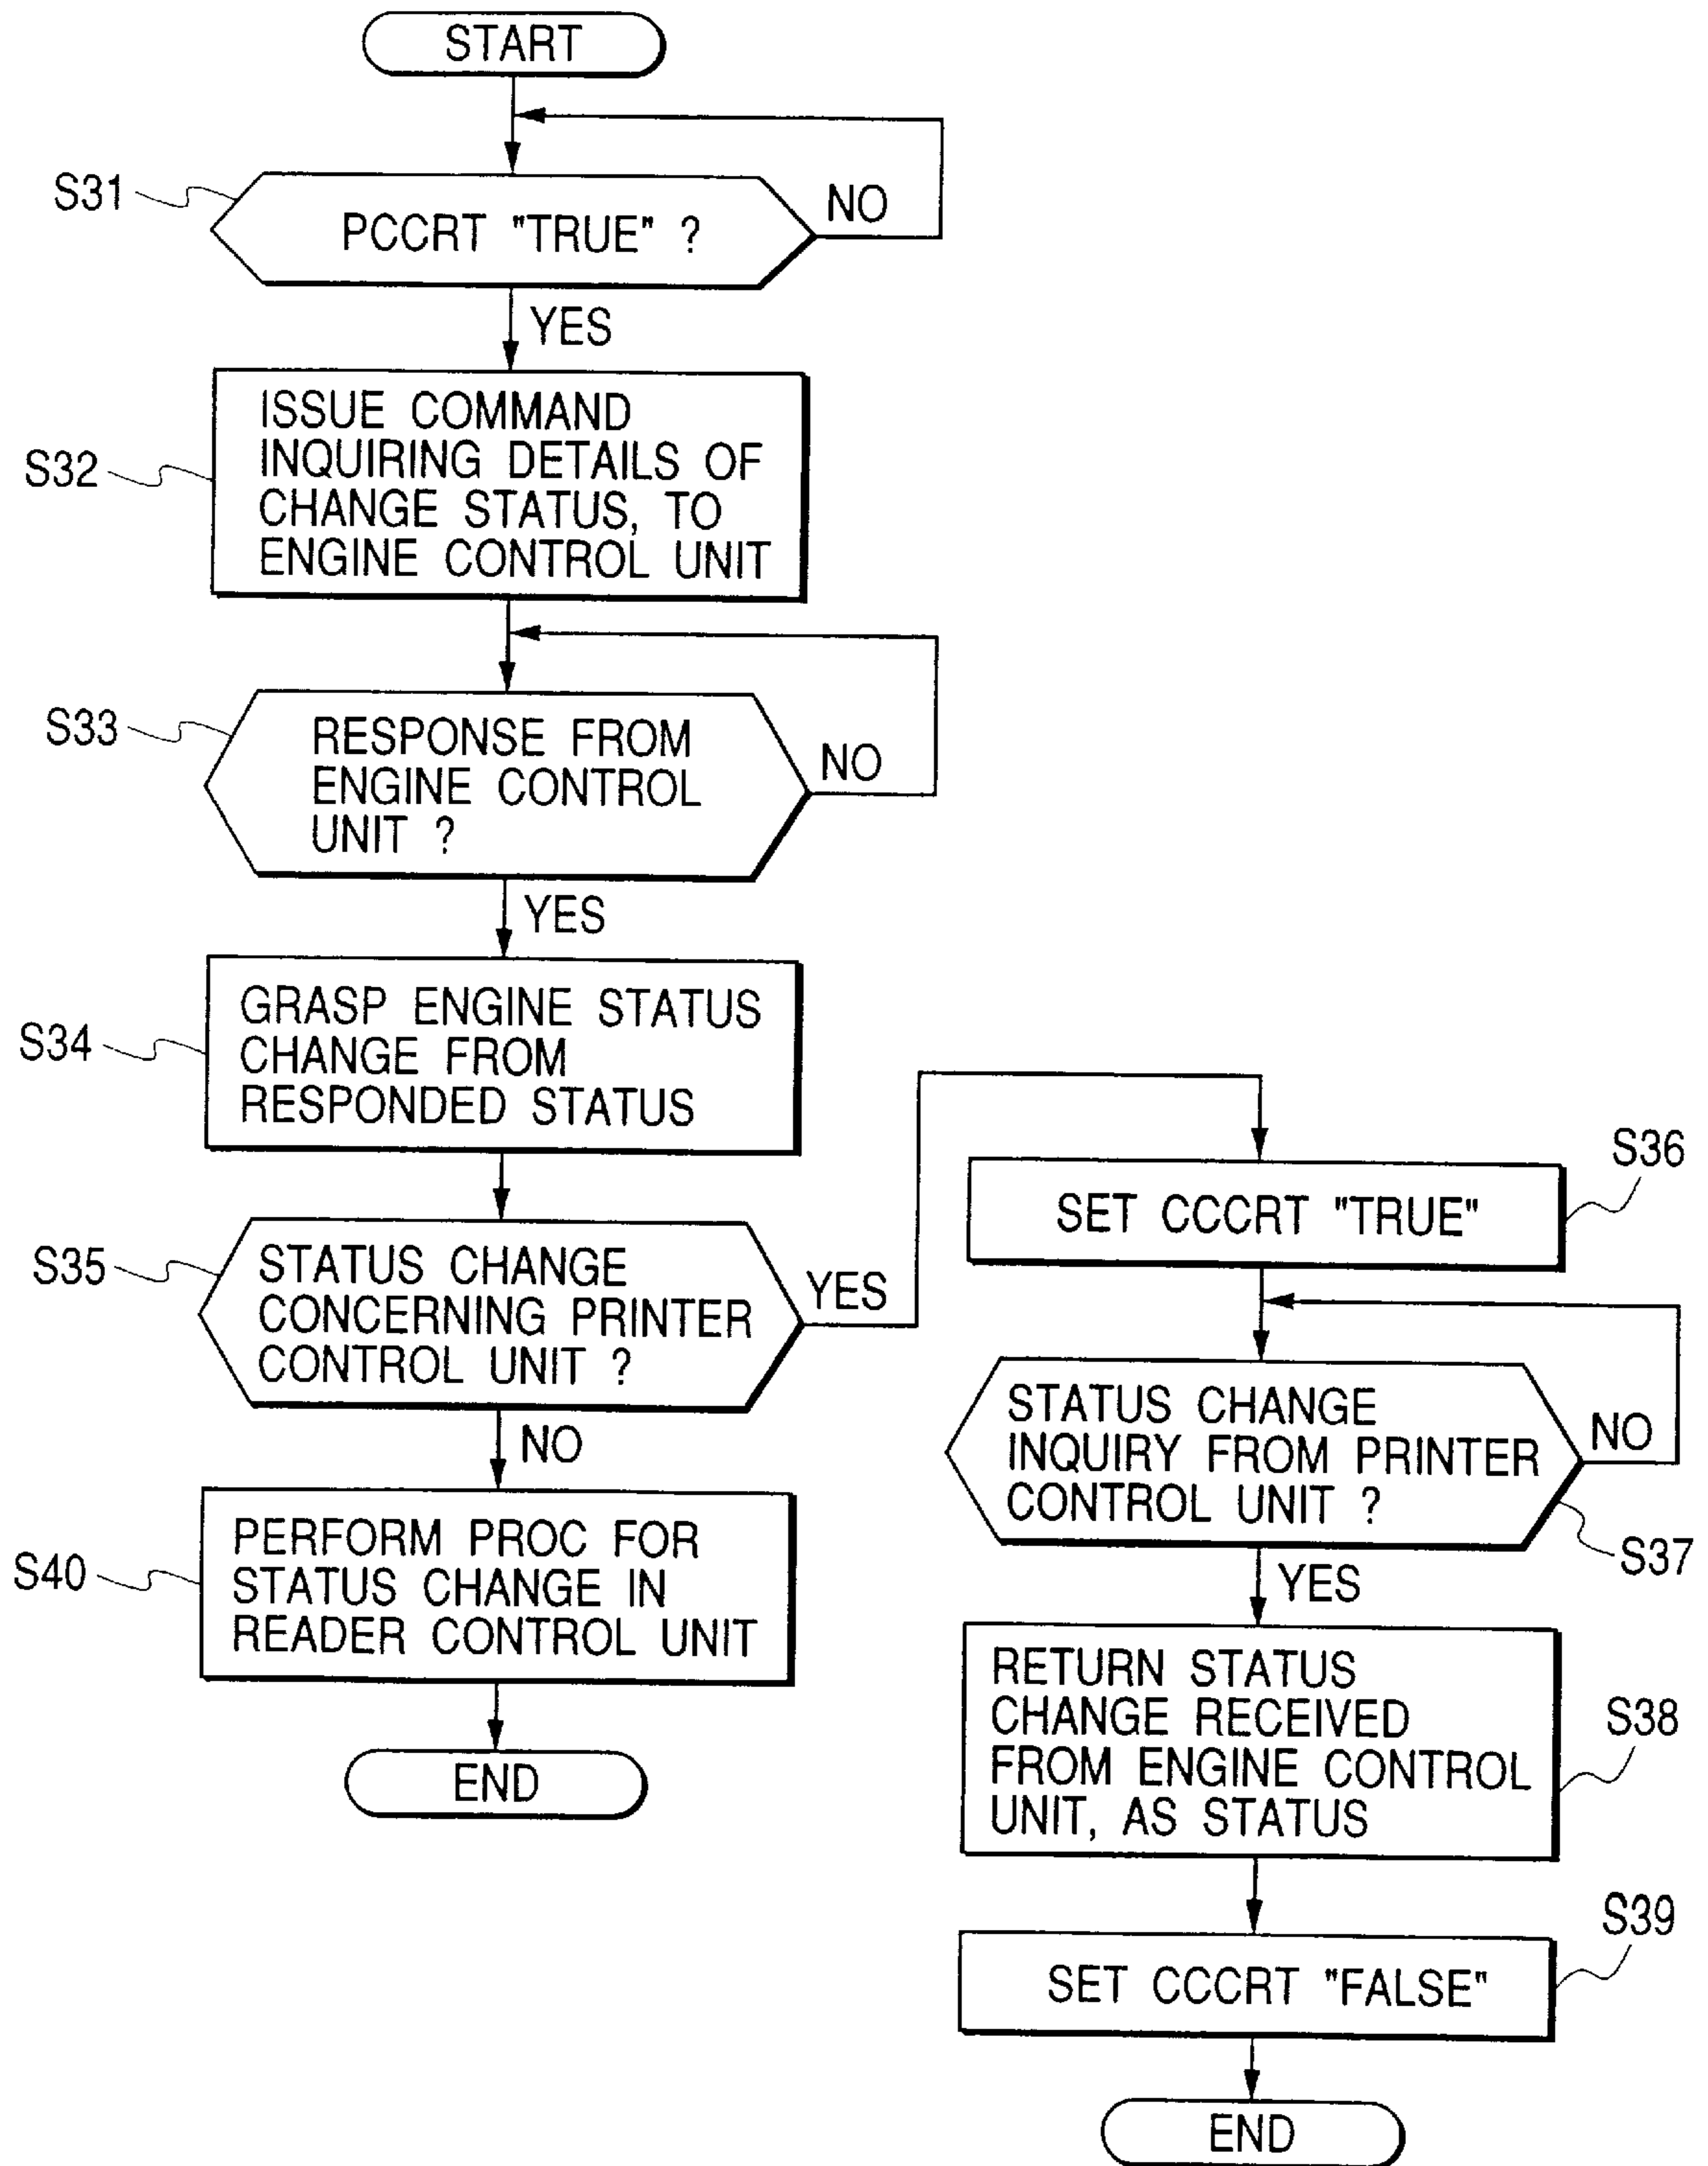 START
S31
PCCRT "TRUE" ?
NO
YES
S32
ISSUE COMMAND
INQUIRING DETAILS OF
CHANGE STATUS, TO
ENGINE CONTROL UNIT
S33
RESPONSE FROM
ENGINE CONTROL
UNIT ?
NO
YES
S34
GRASP ENGINE STATUS
CHANGE FROM
RESPONDED STATUS
S35
STATUS CHANGE
CONCERNING PRINTER
CONTROL UNIT ?
YES
NO
S40
PERFORM PROC FOR
STATUS CHANGE IN
READER CONTROL UNIT
END
S36
SET CCCRT "TRUE"
STATUS CHANGE
INQUIRY FROM PRINTER
CONTROL UNIT ?
NO
S37
YES
RETURN STATUS
CHANGE RECEIVED
FROM ENGINE CONTROL
UNIT, AS STATUS
S38
S39
SET CCCRT "FALSE"
END